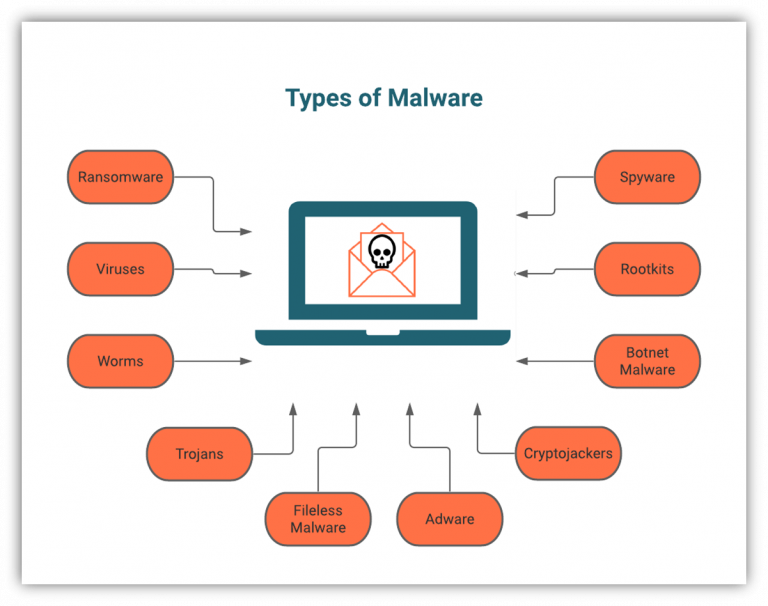 Types of Malware
Ransomware
Spyware
Viruses
Rootkits
Worms
Botnet
Malware
Trojans
Cryptojackers
Fileless
Malware
Adware